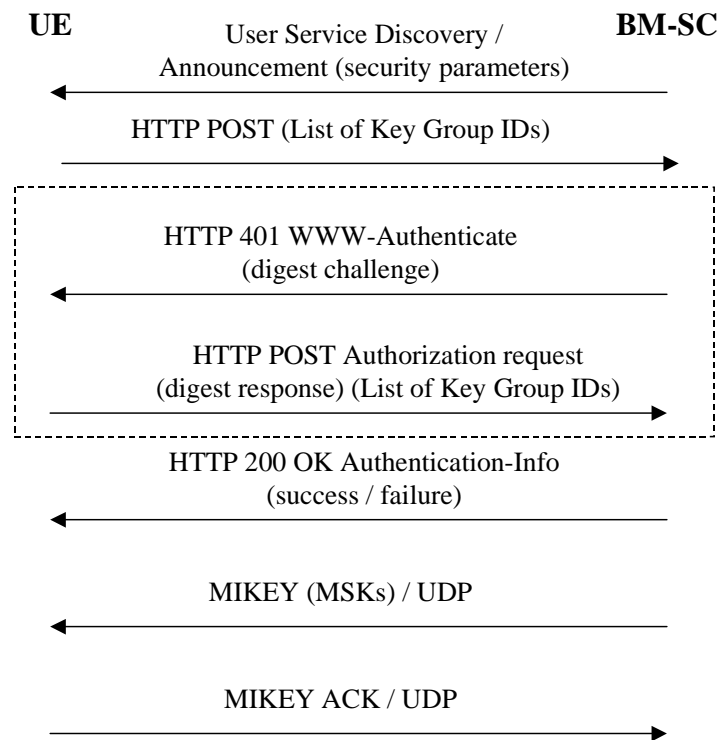 UE
BM-SC
User Service Discovery /
Announcement (security parameters)
HTTP POST (List of Key Group IDs)
HTTP 401 WWW-Authenticate
(digest challenge)
HTTP POST Authorization request
(digest response) (List of Key Group IDs)
HTTP 200 OK Authentication-Info
(success / failure)
MIKEY (MSKs) / UDP
MIKEY ACK / UDP